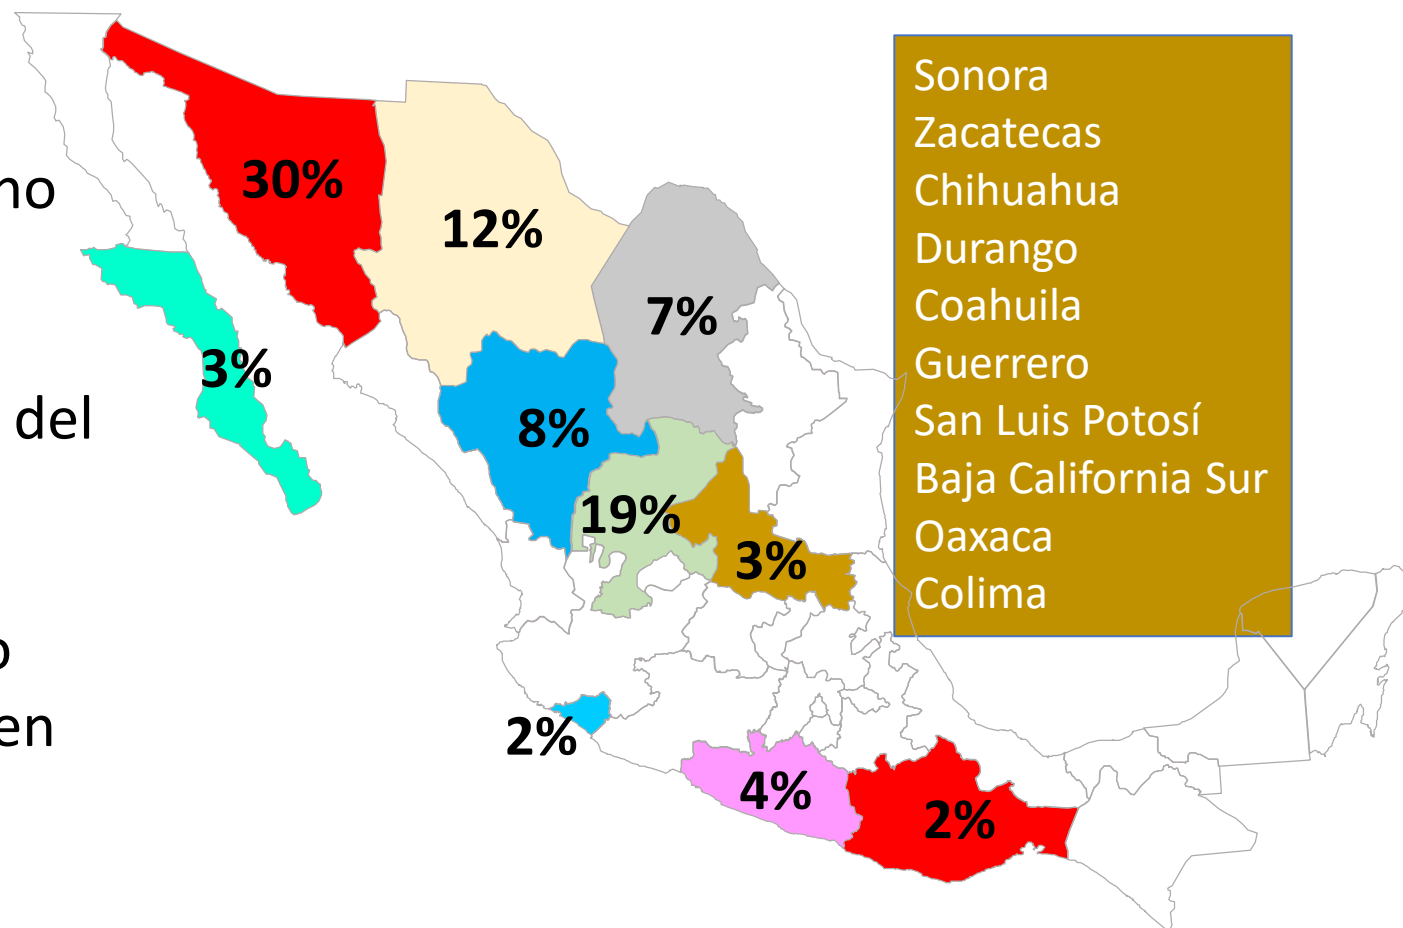 no
del
o
en
30%
12%
7%
3%
8%
19%
3%
2%
4%
2%
Sonora
Zacatecas
Chihuahua
Durango
Coahuila
Guerrero
San Luis Potosí
Baja California Sur
Oaxaca
Colima